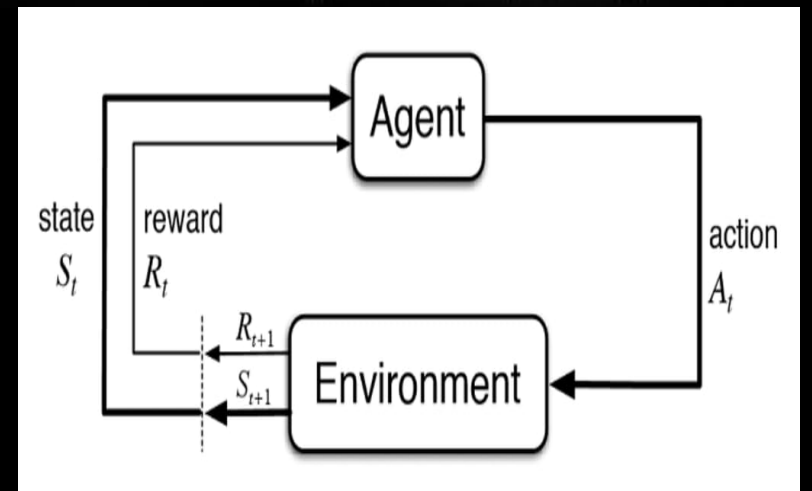 Agent
state
S_t
reward
R_t
action
A_t
R_{t+1}
S_{t+1}
Environment